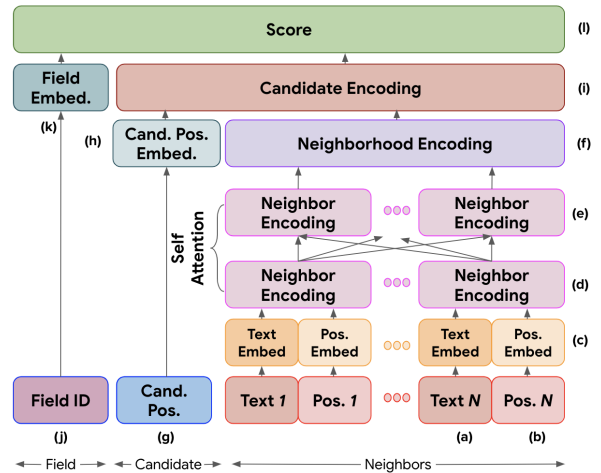 Score
(l)
Field
Embed.
Candidate Encoding
(i)
(k)
(h)
Cand. Pos.
Embed.
Neighborhood Encoding
(f)
Self
Attention
Neighbor
Encoding
Neighbor
Encoding
(e)
Neighbor
Encoding
Neighbor
Encoding
(d)
Text
Embed
Pos.
Embed
Text
Embed
Pos.
Embed
(c)
Field ID
Cand.
Pos.
Text 1
Pos. 1
Text N
Pos. N
(j)
(g)
(a)
(b)
Field
Candidate
Neighbors